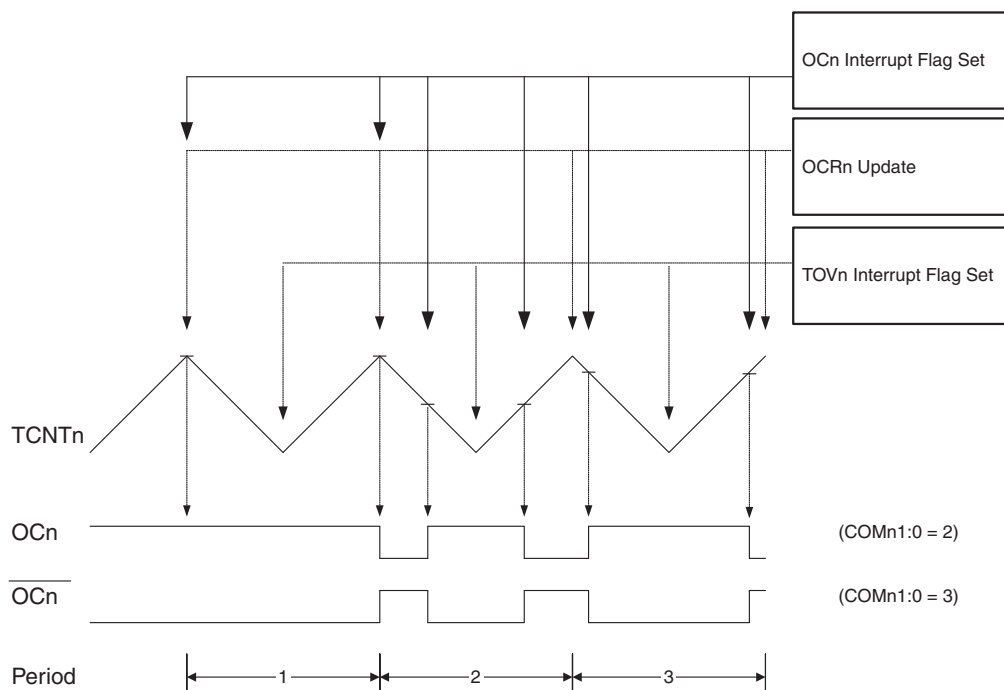 OCn Interrupt Flag Set
OCRn Update
TOVn Interrupt Flag Set
TCNTn
OCn (COMn1:0 = 2)
OCn (COMn1:0 = 3)
Period 1 2 3